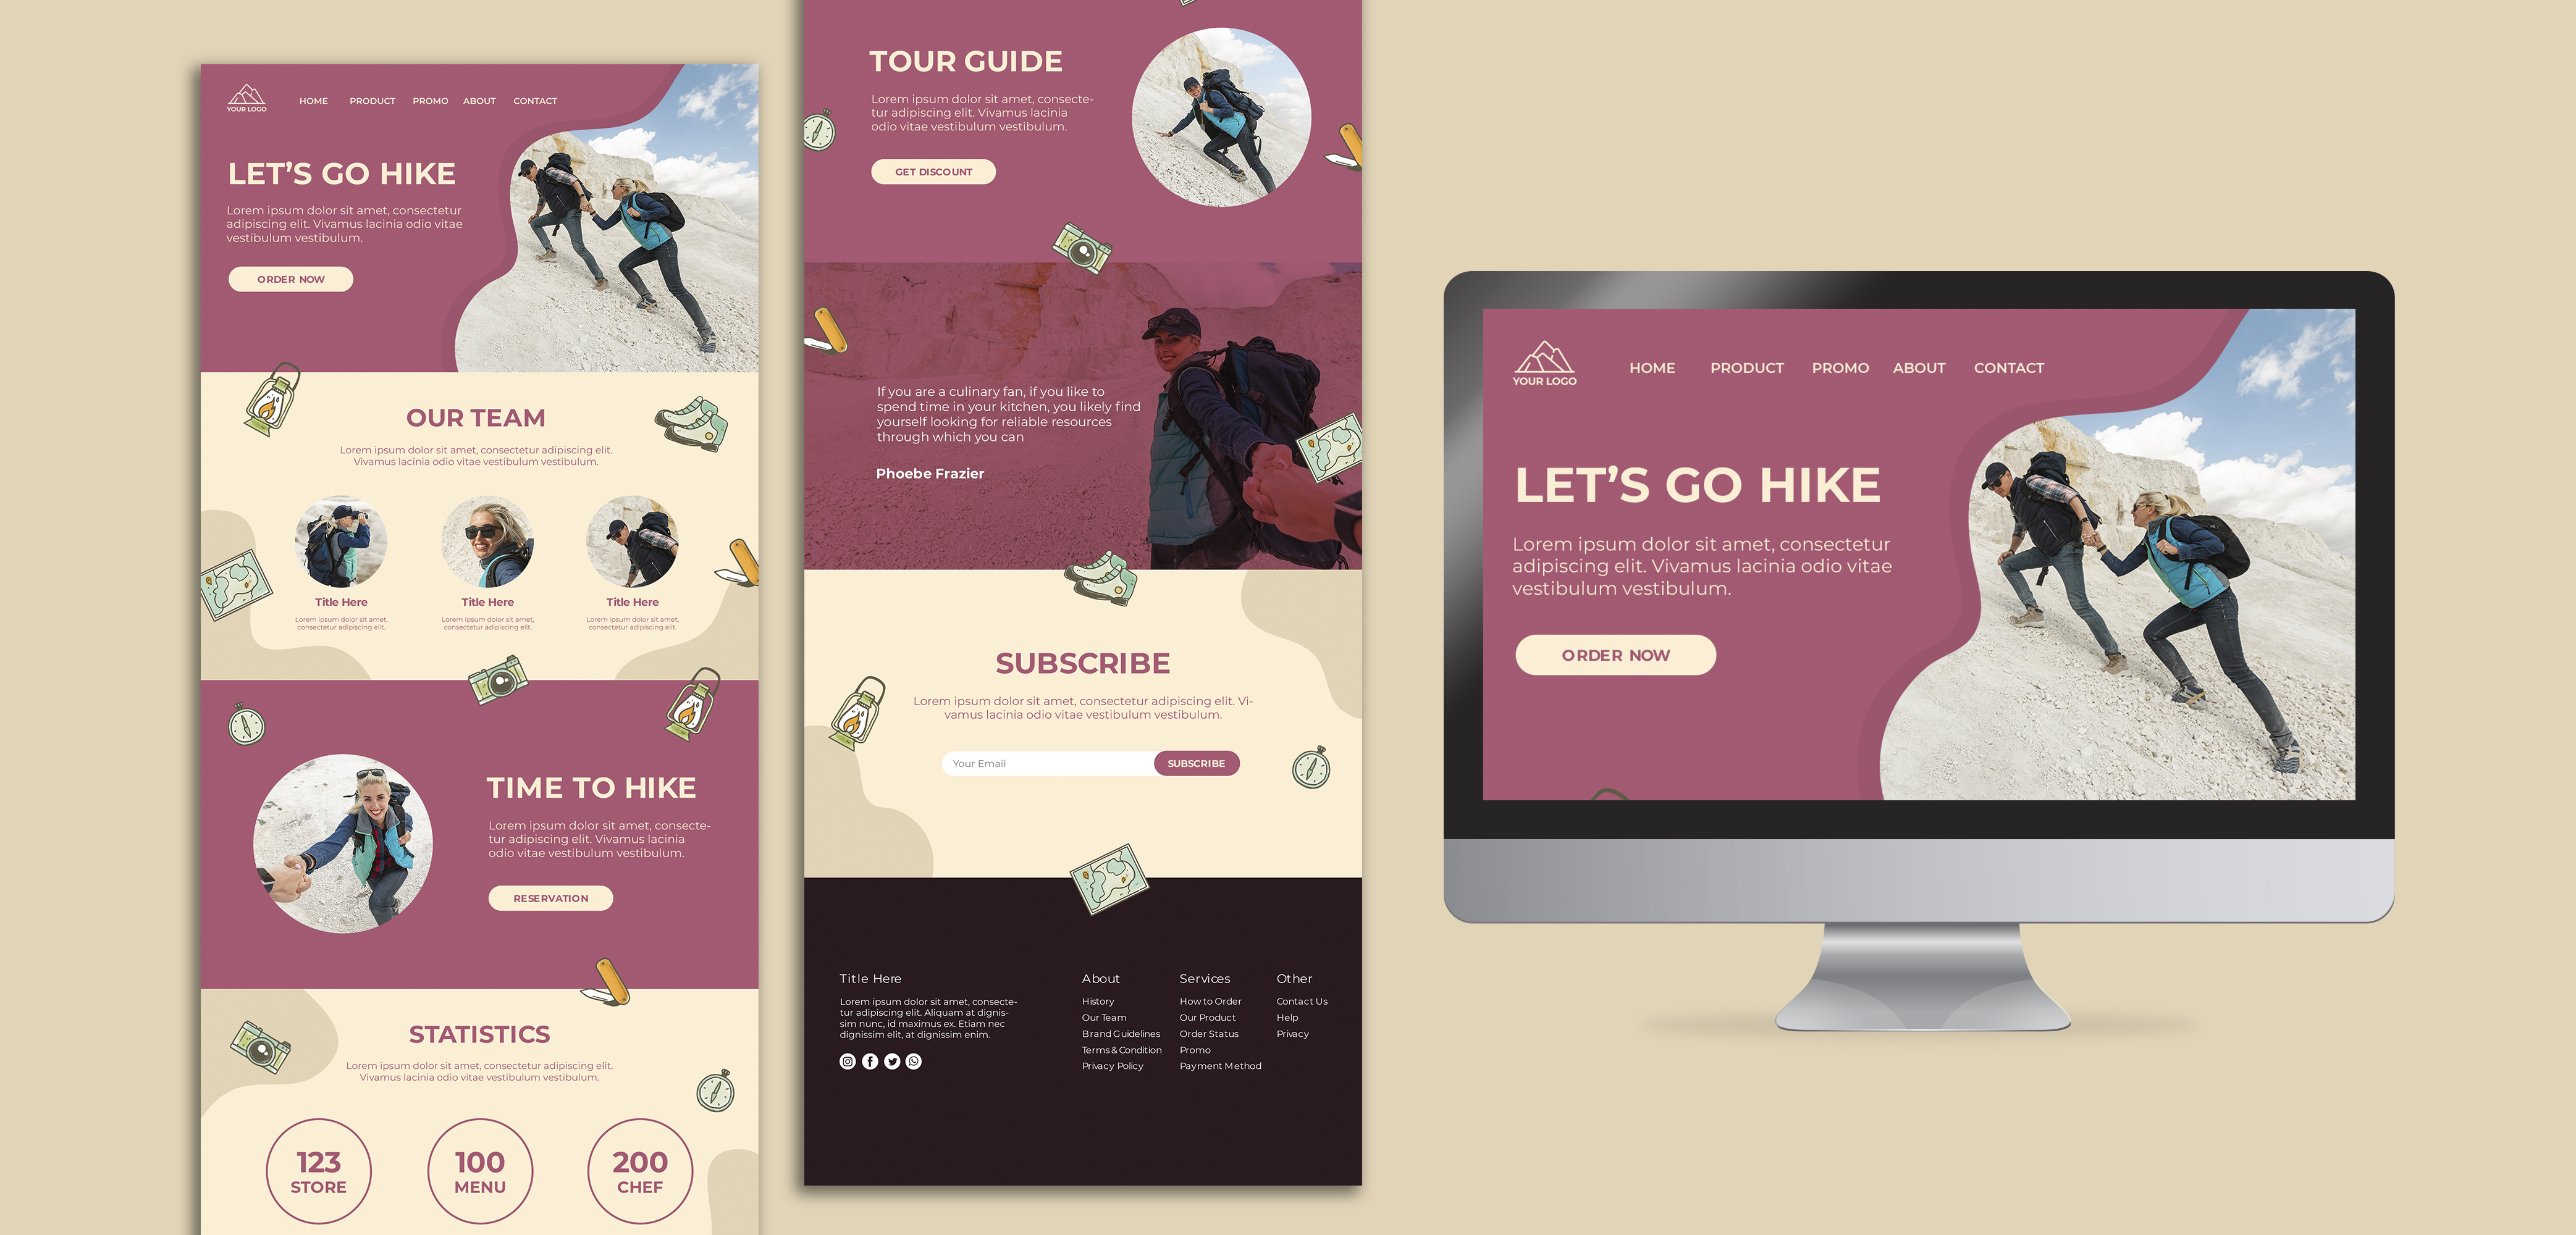 YOUR LOGO
HOME PRODUCT PROMO ABOUT CONTACT
LET'S GO HIKE
Lorem ipsum dolor sit amet, consectetur
adipiscing elit. Vivamus lacinia odio vitae
vestibulum vestibulum.
ORDER NOW
OUR TEAM
Lorem ipsum dolor sit amet, consectetur adipiscing elit.
Vivamus lacinia odio vitae vestibulum vestibulum.
Title Here
Lorem ipsum dolor sit amet,
consectetur adipiscing elit.
Title Here
Lorem ipsum dolor sit amet,
consectetur adipiscing elit.
Title Here
Lorem ipsum dolor sit amet,
consectetur adipiscing elit.
TIME TO HIKE
Lorem ipsum dolor sit amet, consecte-
tur adipiscing elit. Vivamus lacinia
odio vitae vestibulum vestibulum.
RESERVATION
STATISTICS
Lorem ipsum dolor sit amet, consectetur adipiscing elit.
Vivamus lacinia odio vitae vestibulum vestibulum.
123
STORE
100
MENU
200
CHEF
TOUR GUIDE
Lorem ipsum dolor sit amet, consecte-
tur adipiscing elit. Vivamus lacinia
odio vitae vestibulum vestibulum.
GET DISCOUNT
If you are a culinary fan, if you like to
spend time in your kitchen, you likely find
yourself looking for reliable resources
through which you can
Phoebe Frazier
SUBSCRIBE
Lorem ipsum dolor sit amet, consectetur adipiscing elit. Vi-
vamus lacinia odio vitae vestibulum vestibulum.
Your Email
SUBSCRIBE
Title Here
Lorem ipsum dolor sit amet, consecte-
tur adipiscing elit. Aliquam at dignis-
sim nunc, id maximus ex. Etiam nec
dignissim elit, at dignissim enim.
About
History
Our Team
Brand Guidelines
Terms & Condition
Privacy Policy
Services
How to Order
Our Product
Order Status
Promo
Payment Method
Other
Contact Us
Help
Privacy
YOUR LOGO
HOME PRODUCT PROMO ABOUT CONTACT
LET'S GO HIKE
Lorem ipsum dolor sit amet, consectetur
adipiscing elit. Vivamus lacinia odio vitae
vestibulum vestibulum.
ORDER NOW